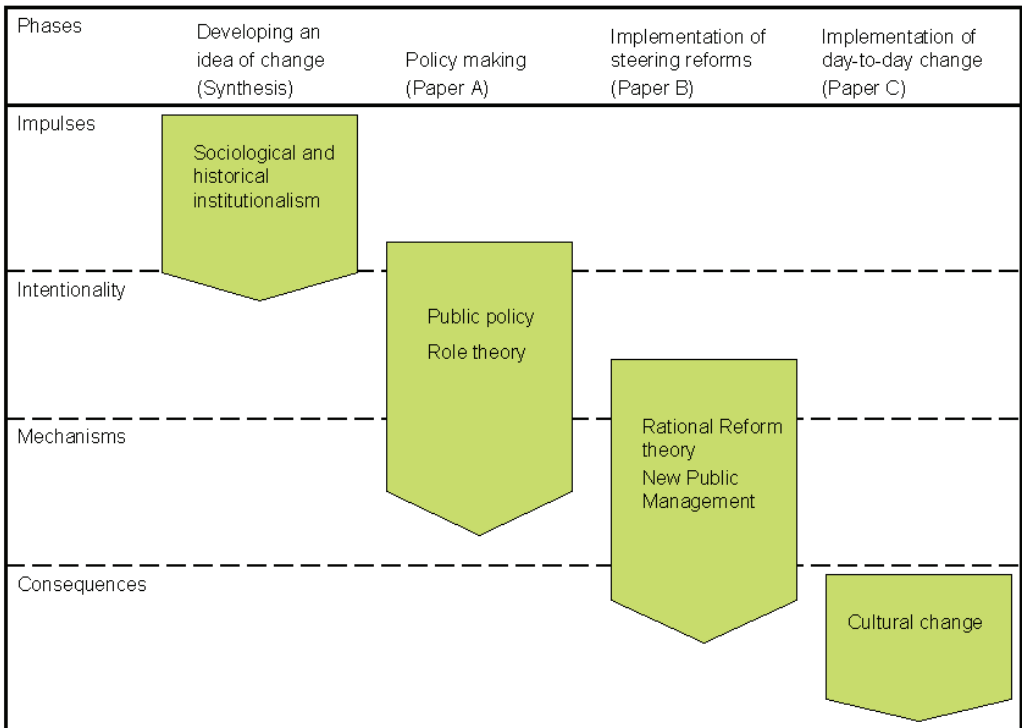 Phases
Developing an
idea of change
(Synthesis)
Policy making
(Paper A)
Implementation of
steering reforms
(Paper B)
Implementation of
day-to-day change
(Paper C)
Impulses
Sociological and
historical
institutionalism
Intentionality
Public policy
Role theory
Mechanisms
Rational Reform
theory
New Public
Management
Consequences
Cultural change